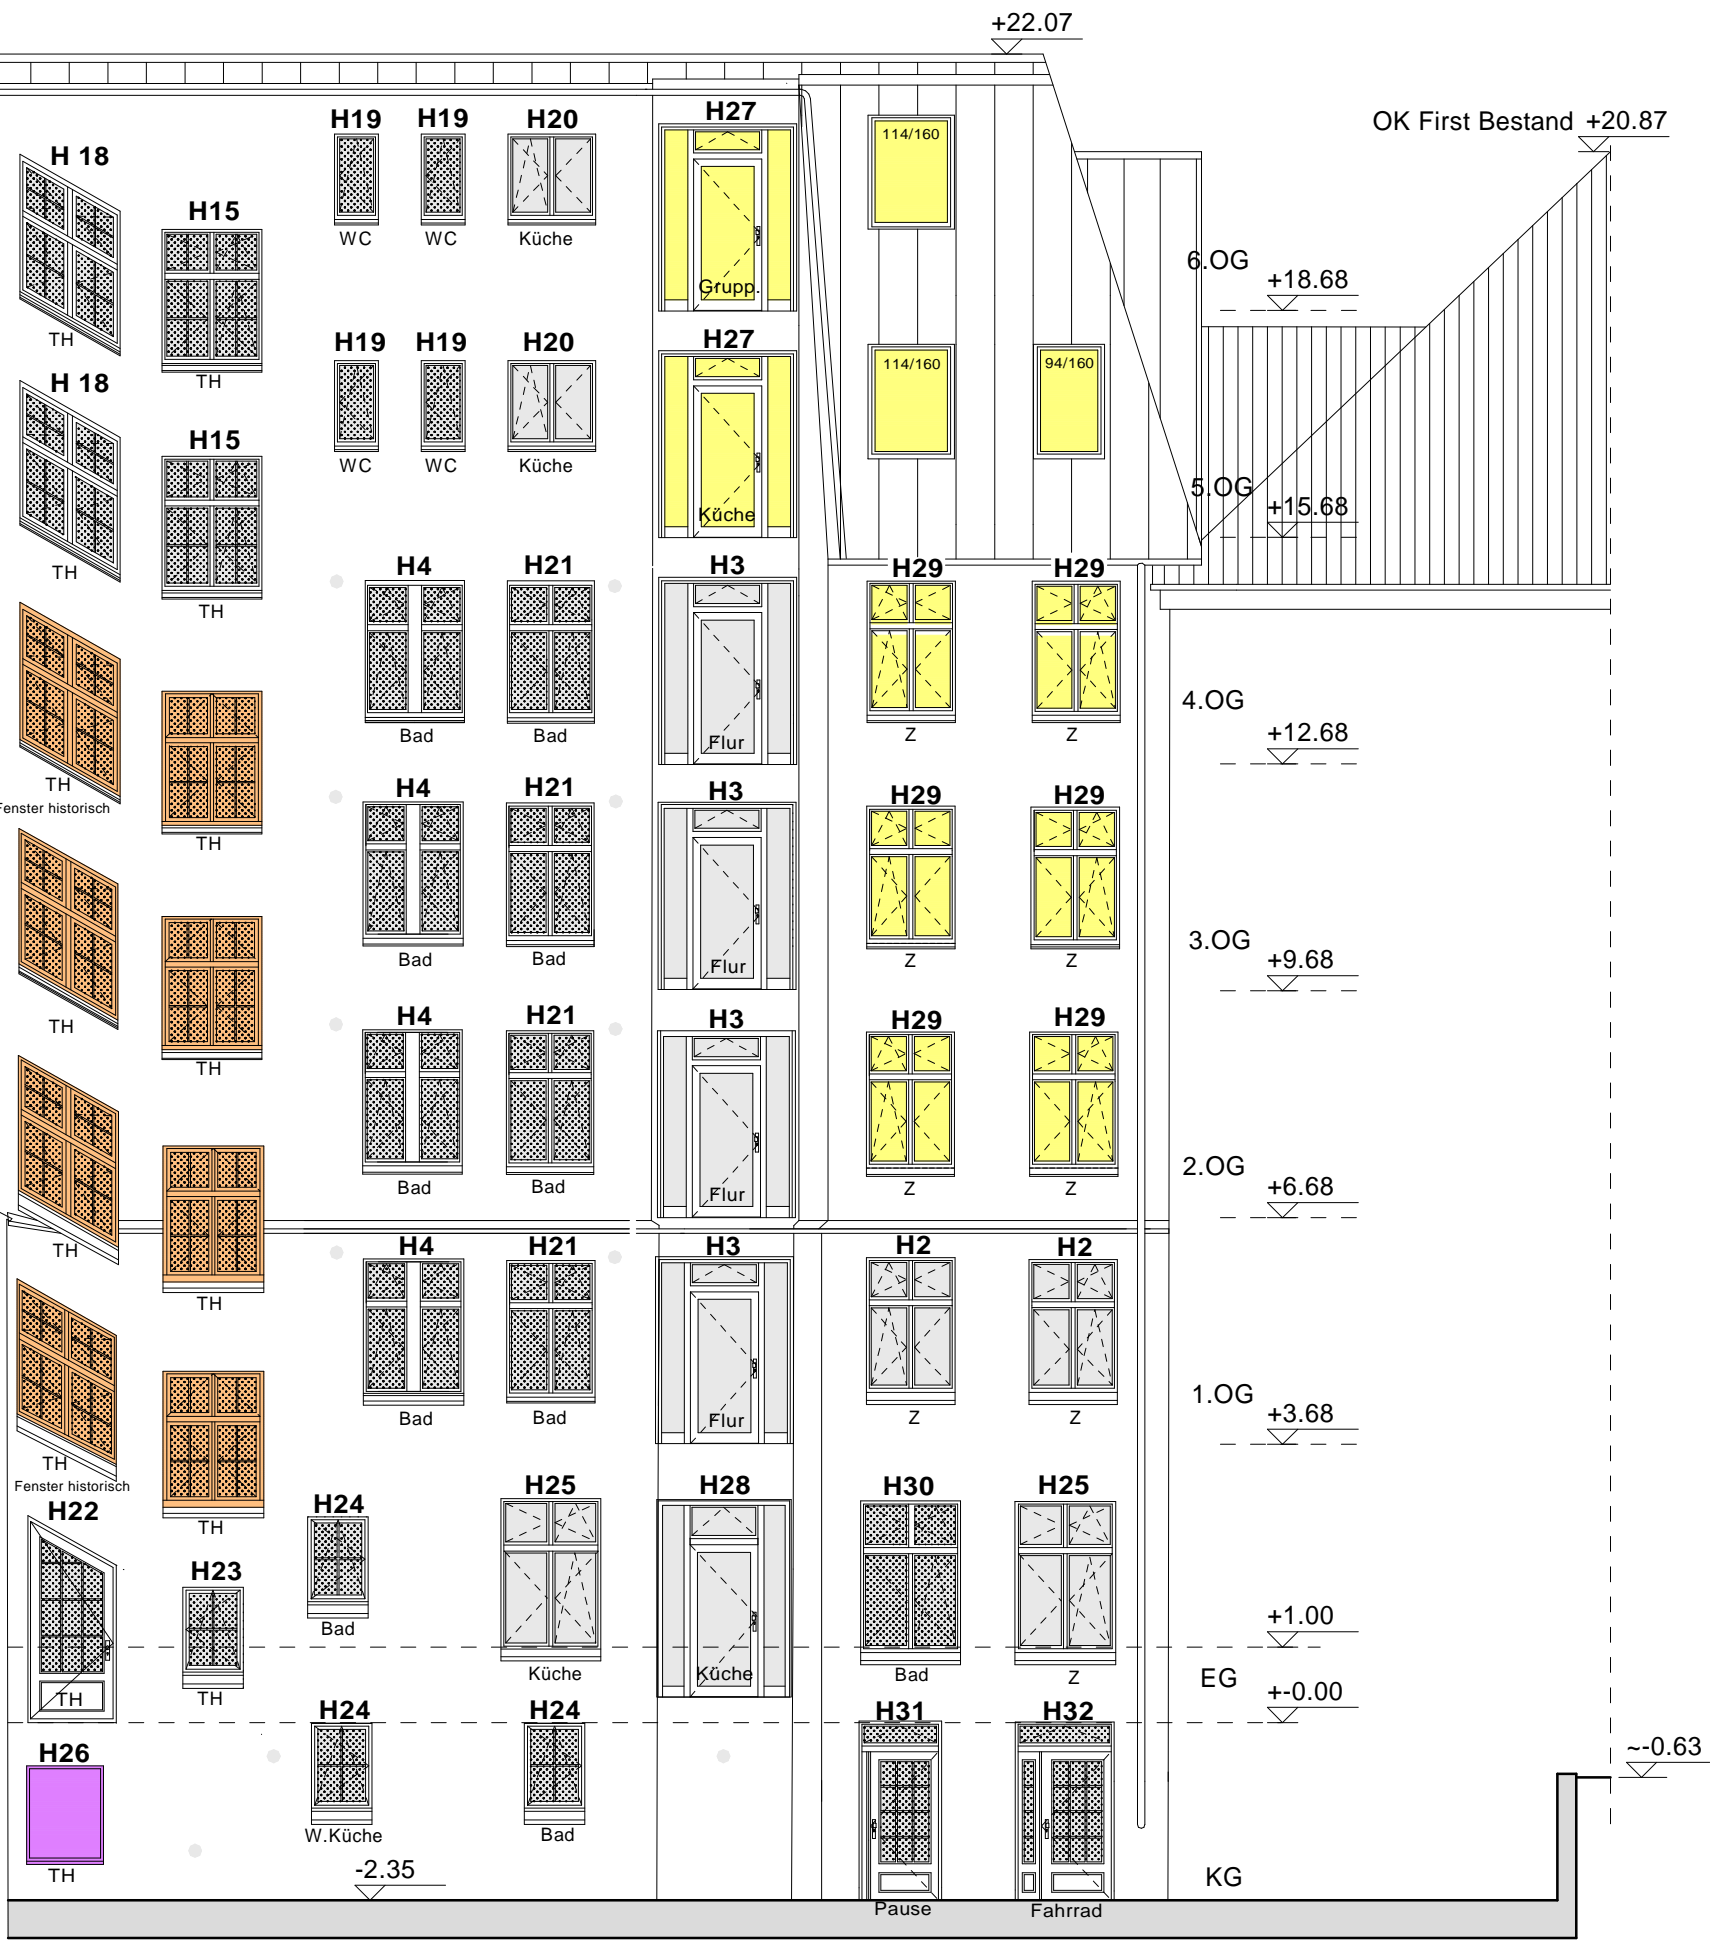 +22.07
OK First Bestand +20.87
H19 H19 H20 H27
114/160
H 18
H15
WC WC Küche
6.OG
+18.68
Grupp.
TH
H19 H19 H20 H27
114/160 94/160
TH
H 18
H15
WC WC Küche
5.OG
+15.68
Küche
TH
H4 H21 H3 H29 H29
TH
4.OG
+12.68
Bad Bad Flur Z Z
TH
Fenster historisch
H4 H21 H3 H29 H29
TH
3.OG
+9.68
Bad Bad Flur Z Z
H4 H21 H3 H29 H29
TH
TH
2.OG
+6.68
Bad Bad Flur Z Z
TH
H4 H21 H3 H2 H2
TH
1.OG
+3.68
Bad Bad Flur Z Z
TH
Fenster historisch
H22 H24 H25 H28 H30 H25
TH
H23
+1.00
Bad
Küche Küche Bad Z
EG
+-0.00
TH TH
H24 H24 H31 H32
H26
~-0.63
W.Küche Bad
TH
-2.35
KG
Pause Fahrrad